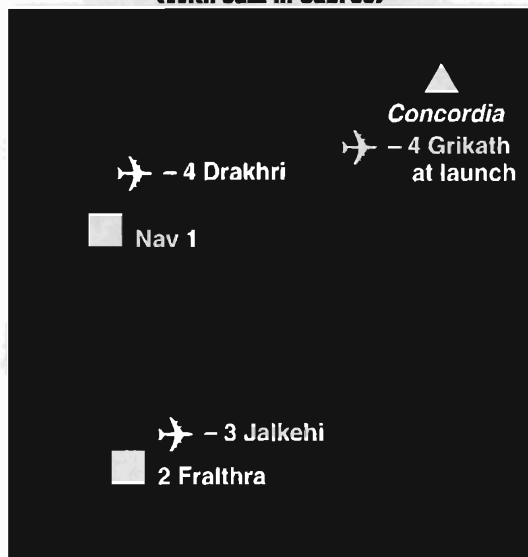 Concordia
– 4 Grikath
at launch
– 4 Drakhri
Nav 1
– 3 Jalkehi
2 Fralthra